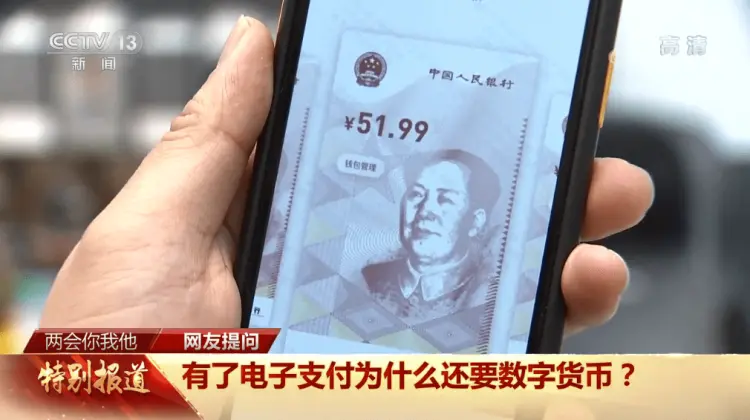 CCTV 13
新闻
高清
中国人民银行
¥51.99
钱包管理
两会你我他
网友提问
特别报道
有了电子支付为什么还要数字货币？